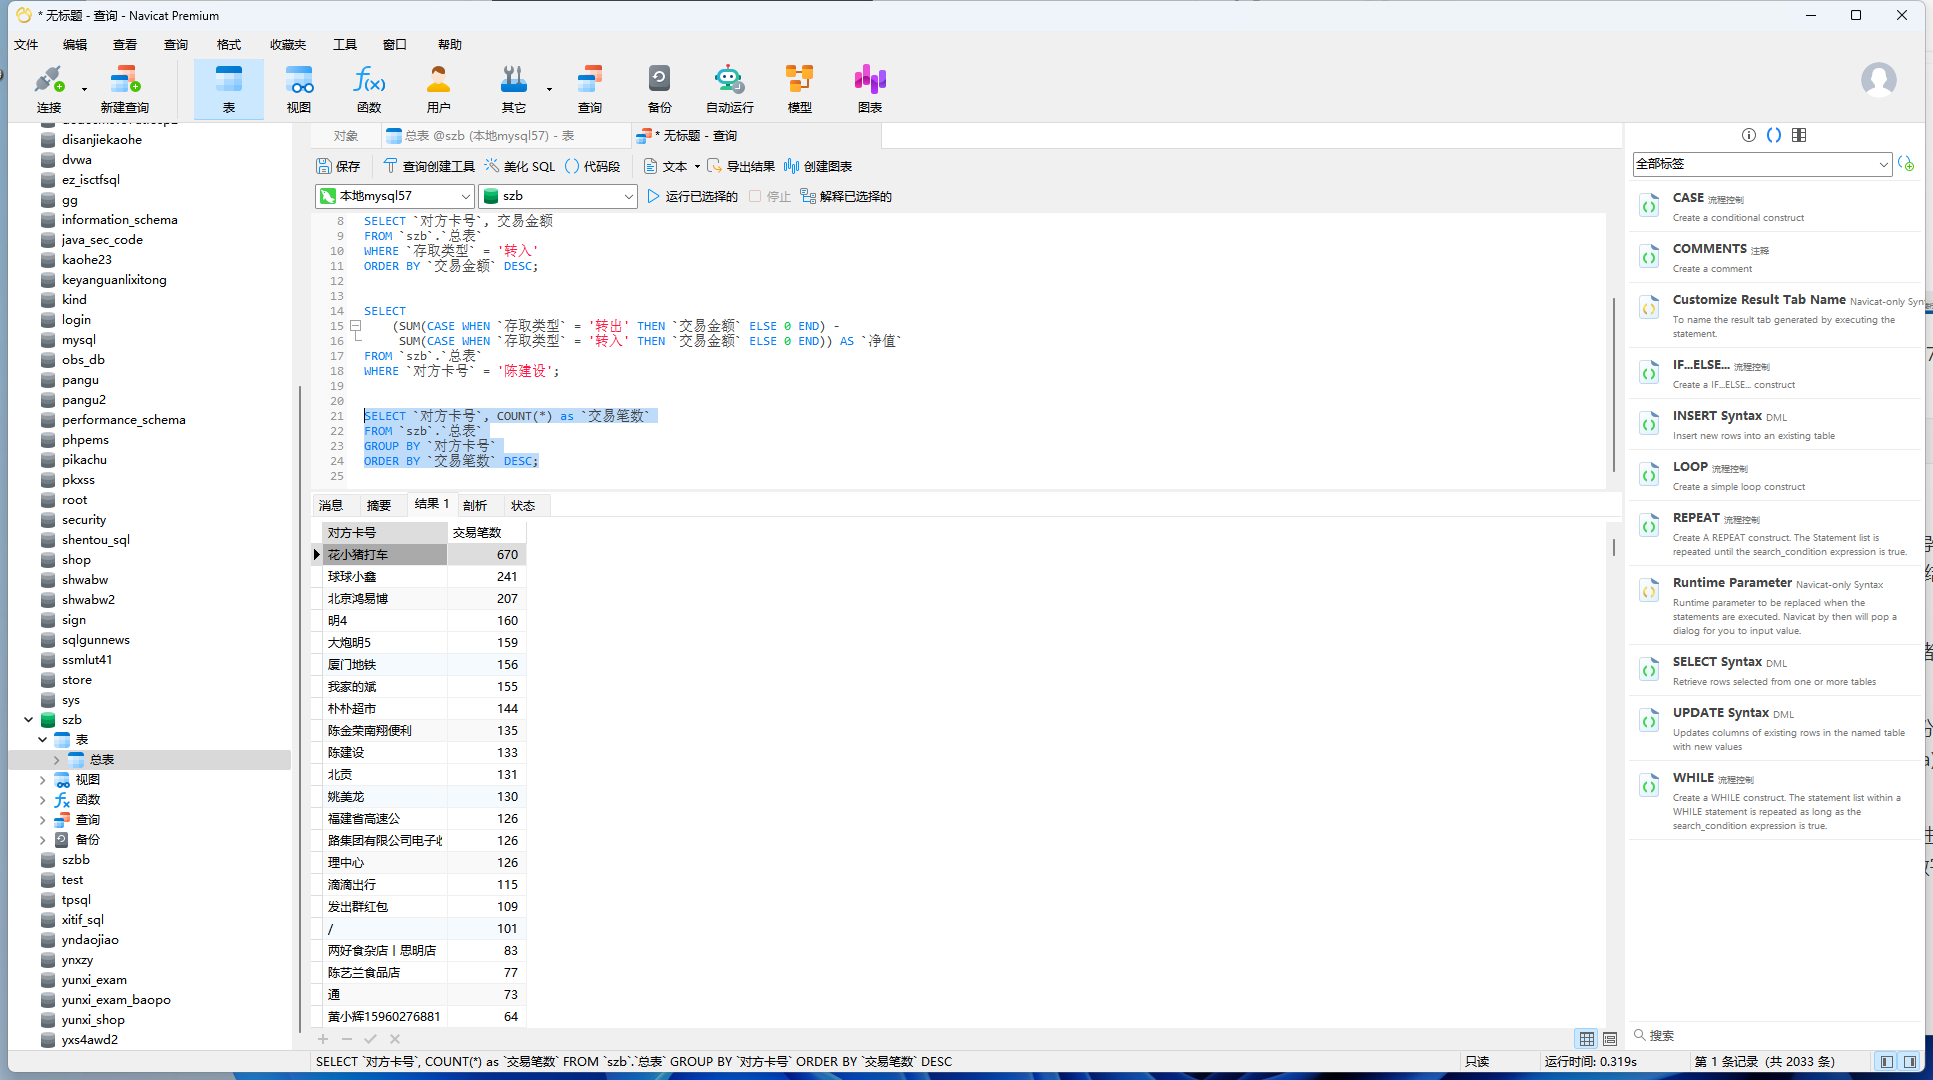 * 无标题 - 查询 - Navicat Premium
文件 编辑 查看 查询 格式 收藏夹 工具 窗口 帮助
连接 新建查询 表 视图 函数 用户 其它 查询 备份 自动运行 模型 图表
disanjiekaohe
dvwa
ez_isctfsql
gg
information_schema
java_sec_code
kaohe23
keyanguanlixitong
kind
login
mysql
obs_db
pangu
pangu2
performance_schema
phpems
pikachu
pkxss
root
security
shentou_sql
shop
shwabw
shwabw2
sign
sqlgunnews
ssmlut41
store
sys
szb
表
总表
视图
函数
查询
备份
szbb
test
tpsql
xitif_sql
yndaojiao
ynxzy
yunxi_exam
yunxi_exam_baopo
yunxi_shop
yxs4awd2
对象 总表 @szb (本地mysql57) - 表 * 无标题 - 查询
保存 查询创建工具 美化 SQL 代码段 文本 导出结果 创建图表
本地mysql57 szb 运行已选择的 停止 解释已选择的
8 SELECT `对方卡号`, 交易金额
9 FROM `szb`.`总表`
10 WHERE `存取类型` = '转入'
11 ORDER BY `交易金额` DESC;
12
13
14 SELECT
15 (SUM(CASE WHEN `存取类型` = '转出' THEN `交易金额` ELSE 0 END) -
16 SUM(CASE WHEN `存取类型` = '转入' THEN `交易金额` ELSE 0 END)) AS `净值`
17 FROM `szb`.`总表`
18 WHERE `对方卡号` = '陈建设';
19
20
21 SELECT `对方卡号`, COUNT(*) as `交易笔数`
22 FROM `szb`.`总表`
23 GROUP BY `对方卡号`
24 ORDER BY `交易笔数` DESC;
25
消息 摘要 结果 1 剖析 状态
对方卡号 交易笔数
花小猪打车 670
球球小鑫 241
北京鸿易博 207
明4 160
大炮明5 159
厦门地铁 156
我家的斌 155
朴朴超市 144
陈金荣南翔便利 135
陈建设 133
北贡 131
姚美龙 130
福建省高速公 126
路集团有限公司电子收 126
理中心 126
滴滴出行 115
发出群红包 109
/ 101
两好食杂店丨思明店 83
陈艺兰食品店 77
通 73
黄小辉15960276881 64
SELECT `对方卡号`, COUNT(*) as `交易笔数` FROM `szb`.`总表` GROUP BY `对方卡号` ORDER BY `交易笔数` DESC
只读 运行时间: 0.319s 第 1 条记录 (共 2033 条)
全部标签
CASE 流程控制
Create a conditional construct
COMMENTS 注释
Create a comment
Customize Result Tab Name Navicat-only Syn
To name the result tab generated by executing the
statement.
IF...ELSE... 流程控制
Create a IF...ELSE... construct
INSERT Syntax DML
Insert new rows into an existing table
LOOP 流程控制
Create a simple loop construct
REPEAT 流程控制
Create A REPEAT construct. The Statement list is
repeated until the search_condition expression is true.
Runtime Parameter Navicat-only Syntax
Runtime parameter to be replaced when the
statements are executed. Navicat by then will pop a
dialog for you to input value.
SELECT Syntax DML
Retrieve rows selected from one or more tables
UPDATE Syntax DML
Updates columns of existing rows in the named table
with new values
WHILE 流程控制
Create a WHILE construct. The statement list within a
WHILE statement is repeated as long as the
search_condition expression is true.
搜索